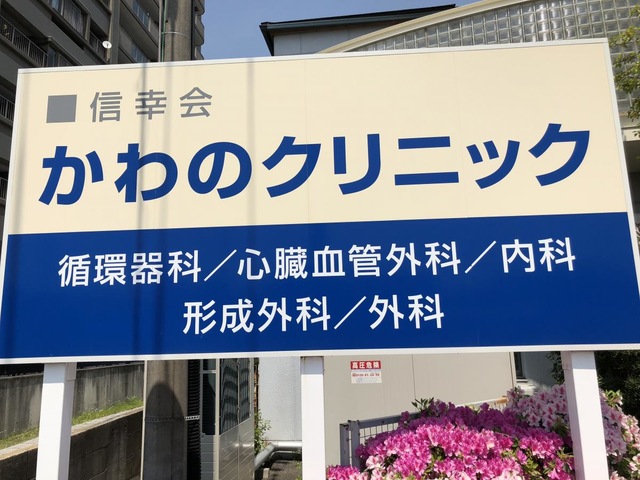 ■信幸会
かわのクリニック
循環器科／心臓血管外科／内科
形成外科／外科
高圧危険